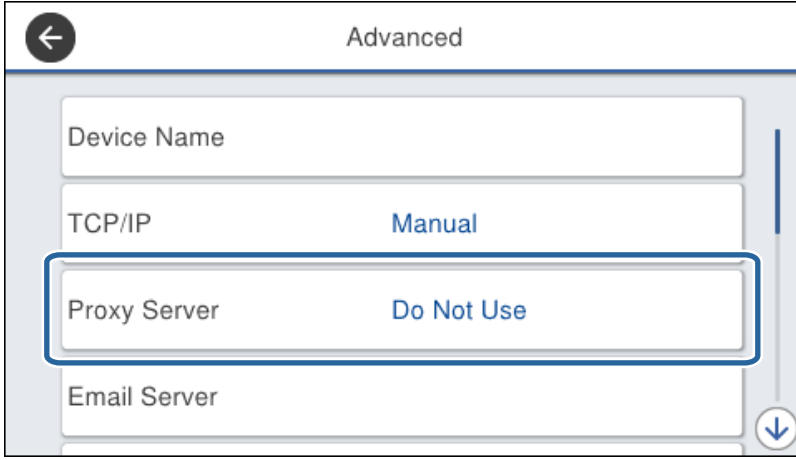 Advanced
Device Name
TCP/IP Manual
Proxy Server Do Not Use
Email Server